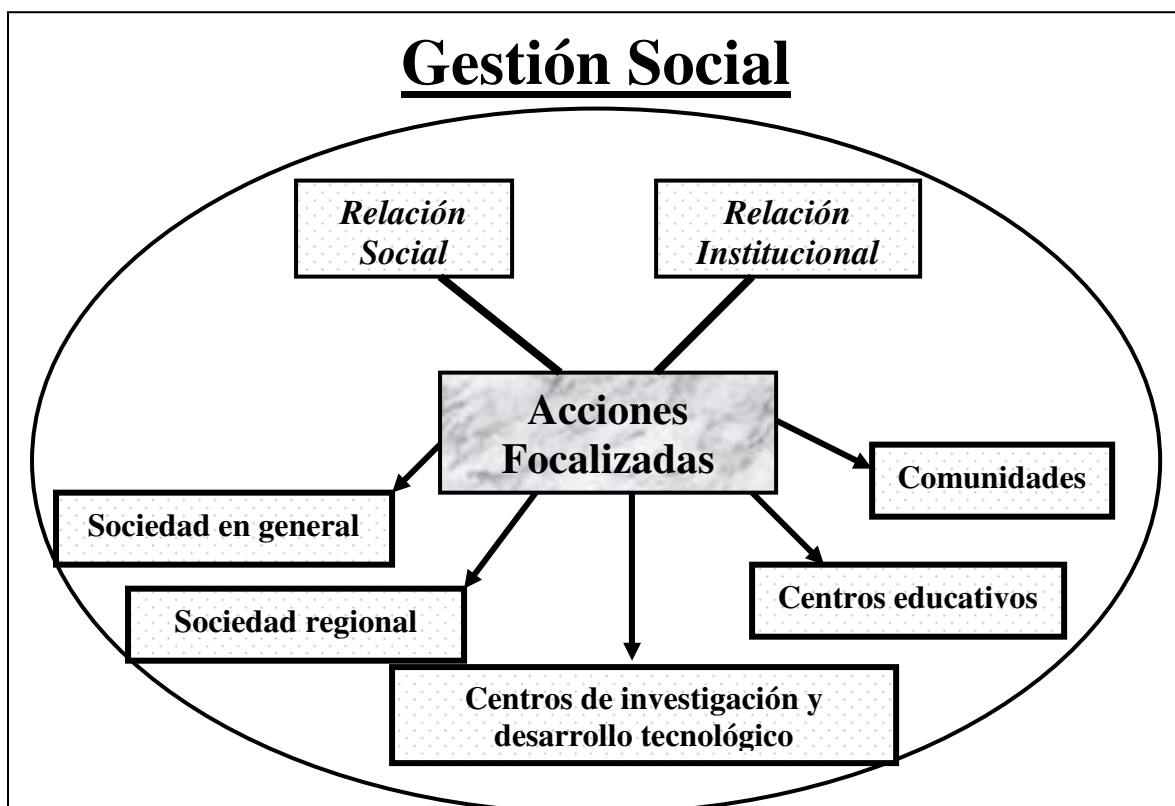 Gestión Social
Relación
Social
Relación
Institucional
Acciones
Focalizadas
Comunidades
Sociedad en general
Centros educativos
Sociedad regional
Centros de investigación y
desarrollo tecnológico